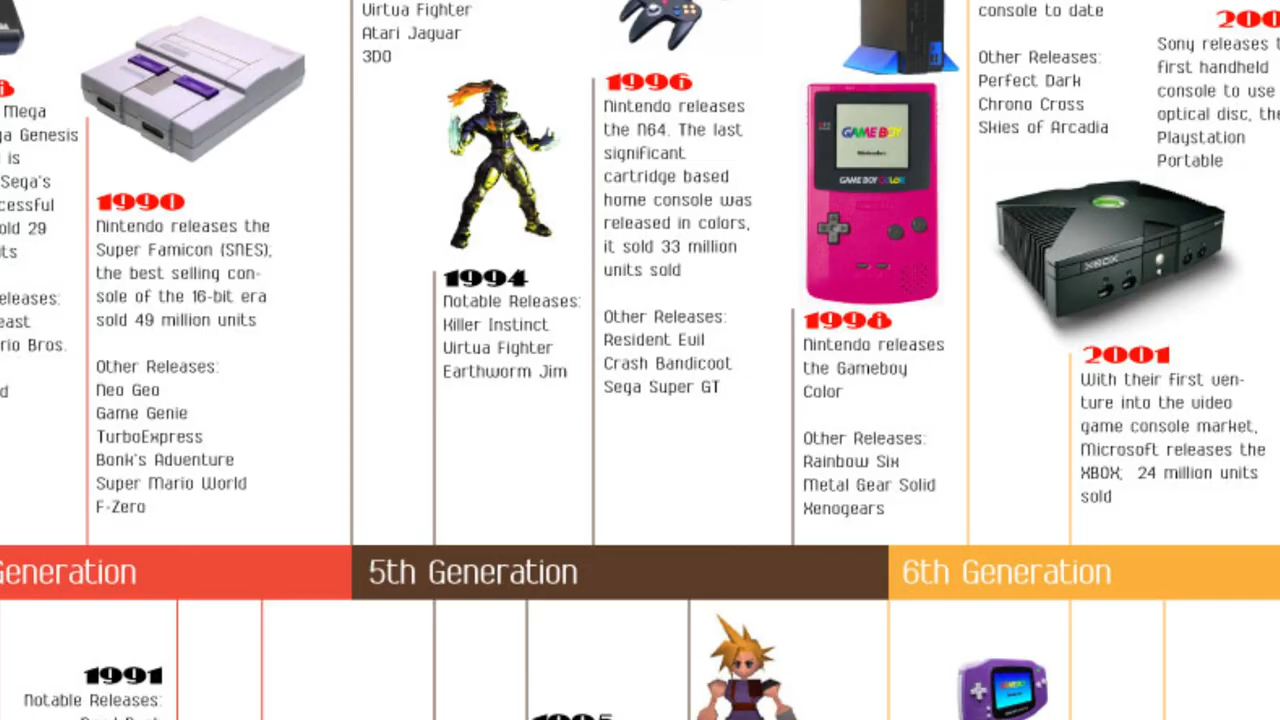 Mega
Genesis
is
Sega's
29
1990
Nintendo releases the
Super Famicon (SNES),
the best selling con-
sole of the 16-bit era
sold 49 million units
Other Releases:
Neo Geo
Game Genie
TurboExpress
Bonk's Adventure
Super Mario World
F-Zero
Virtua Fighter
Atari Jaguar
3DO
1994
Notable Releases:
Killer Instinct
Virtua Fighter
Earthworm Jim
1996
Nintendo releases
the N64. The last
significant
cartridge based
home console was
released in colors,
it sold 33 million
units sold
Other Releases:
Resident Evil
Crash Bandicoot
Sega Super GT
GAME BOY
Nintendo
GAME BOY COLOR
1998
Nintendo releases
the Gameboy
Color
Other Releases:
Rainbow Six
Metal Gear Solid
Xenogears
console to date
Other Releases:
Perfect Dark
Chrono Cross
Skies of Arcadia
Sony releases
first handheld
console to use
optical disc, the
Playstation
Portable
XBOX
2001
With their first ven-
ture into the video
game console market,
Microsoft releases the
XBOX; 24 million units
sold
Generation
5th Generation
6th Generation
1991
Notable Releases: